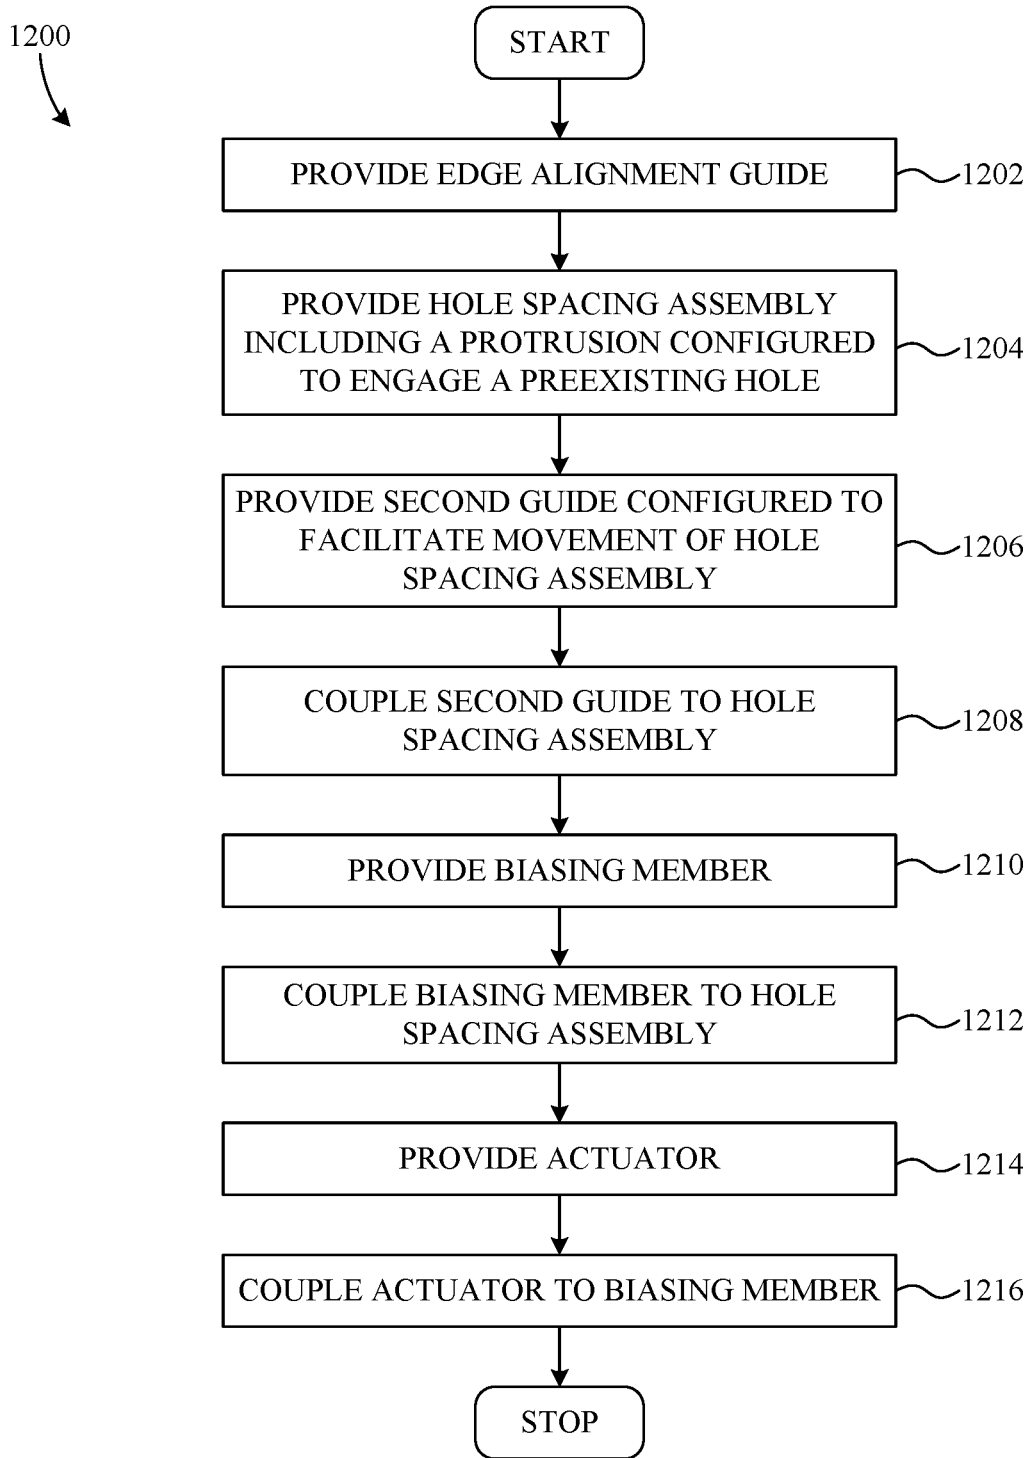 1200
START
PROVIDE EDGE ALIGNMENT GUIDE
1202
PROVIDE HOLE SPACING ASSEMBLY
INCLUDING A PROTRUSION CONFIGURED
TO ENGAGE A PREEXISTING HOLE
1204
PROVIDE SECOND GUIDE CONFIGURED TO
FACILITATE MOVEMENT OF HOLE
SPACING ASSEMBLY
1206
COUPLE SECOND GUIDE TO HOLE
SPACING ASSEMBLY
1208
PROVIDE BIASING MEMBER
1210
COUPLE BIASING MEMBER TO HOLE
SPACING ASSEMBLY
1212
PROVIDE ACTUATOR
1214
COUPLE ACTUATOR TO BIASING MEMBER
1216
STOP